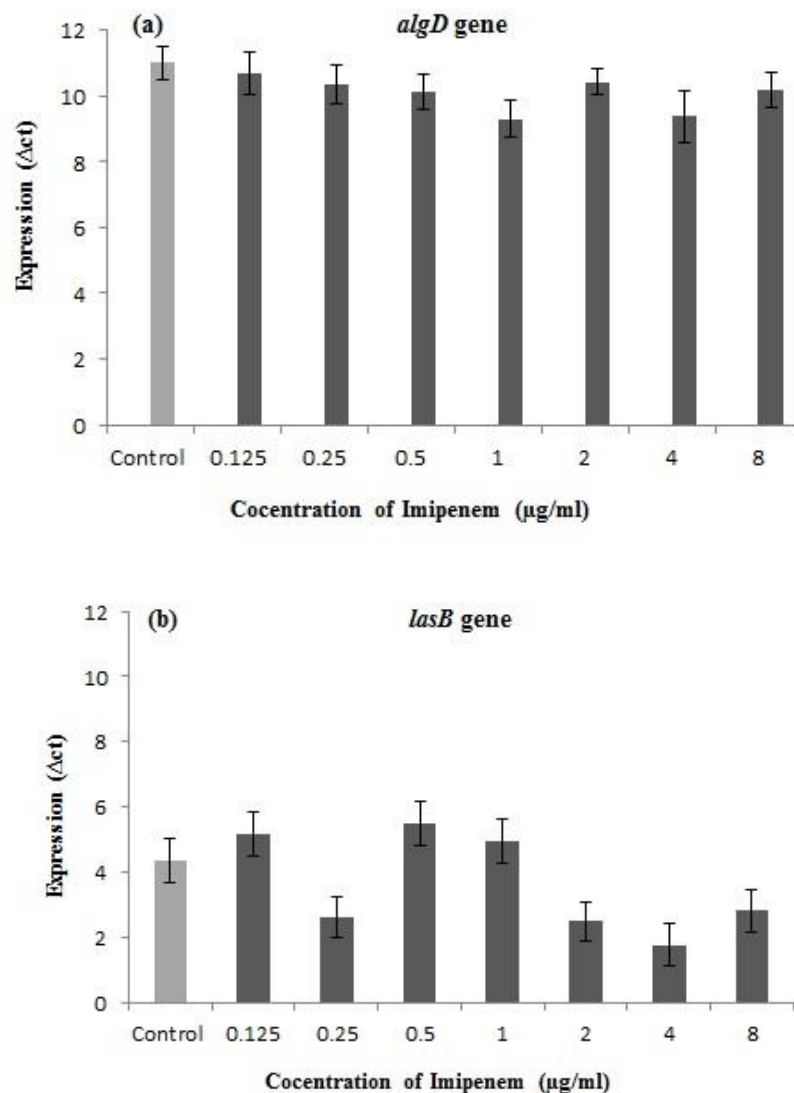 (a) algD gene
Expression (Δct)
12
10
8
6
4
2
0
Control 0.125 0.25 0.5 1 2 4 8
Cocentration of Imipenem (µg/ml)
(b) lasB gene
Expression (Δct)
12
10
8
6
4
2
0
Control 0.125 0.25 0.5 1 2 4 8
Cocentration of Imipenem (µg/ml)